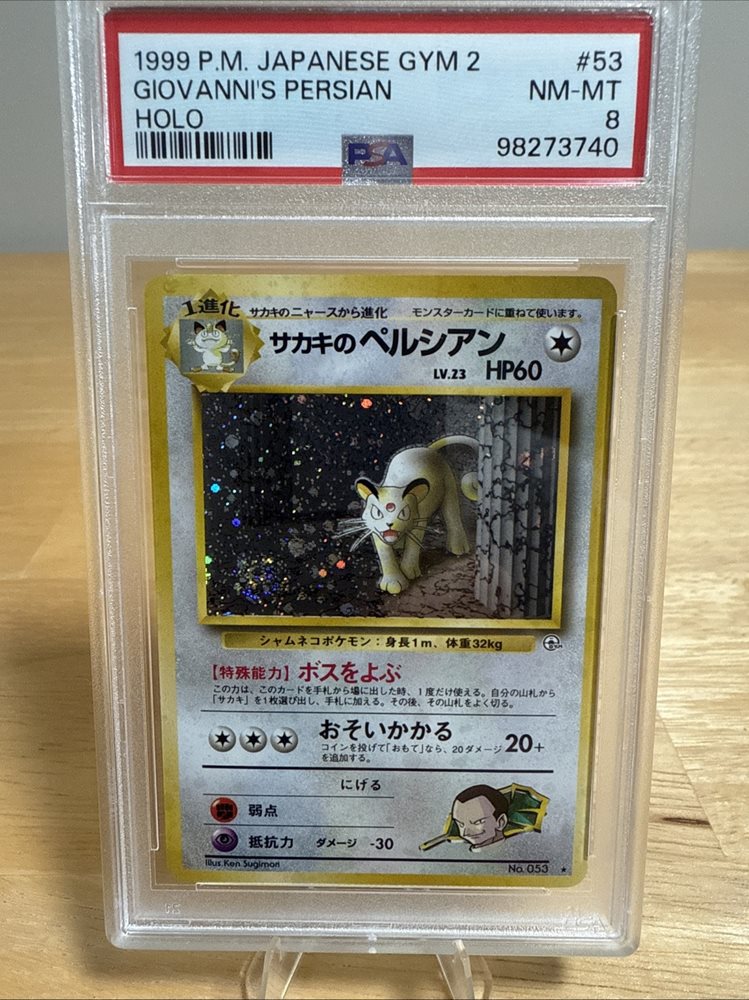 1999 P.M. JAPANESE GYM 2 #53
GIOVANNI'S PERSIAN NM-MT
HOLO 8
PSA 98273740
1進化 サカキのニャースから進化 モンスターカードに重ねて使います。
サカキのペルシアン
LV.23 HP60
シャムネコポケモン:身長1m、体重32kg
【特殊能力】ボスをよぶ
この力は、このカードを手札から場に出した時、1度だけ使える。自分の山札から
「サカキ」を1枚選び出し、手札に加える。その後、その山札をよく切る。
おそいかかる
コインを投げて「おもて」なら、20ダメージ 20+
を追加する。
にげる
弱点
抵抗力 ダメージ -30
Illus. Ken Sugimori No. 053 ★